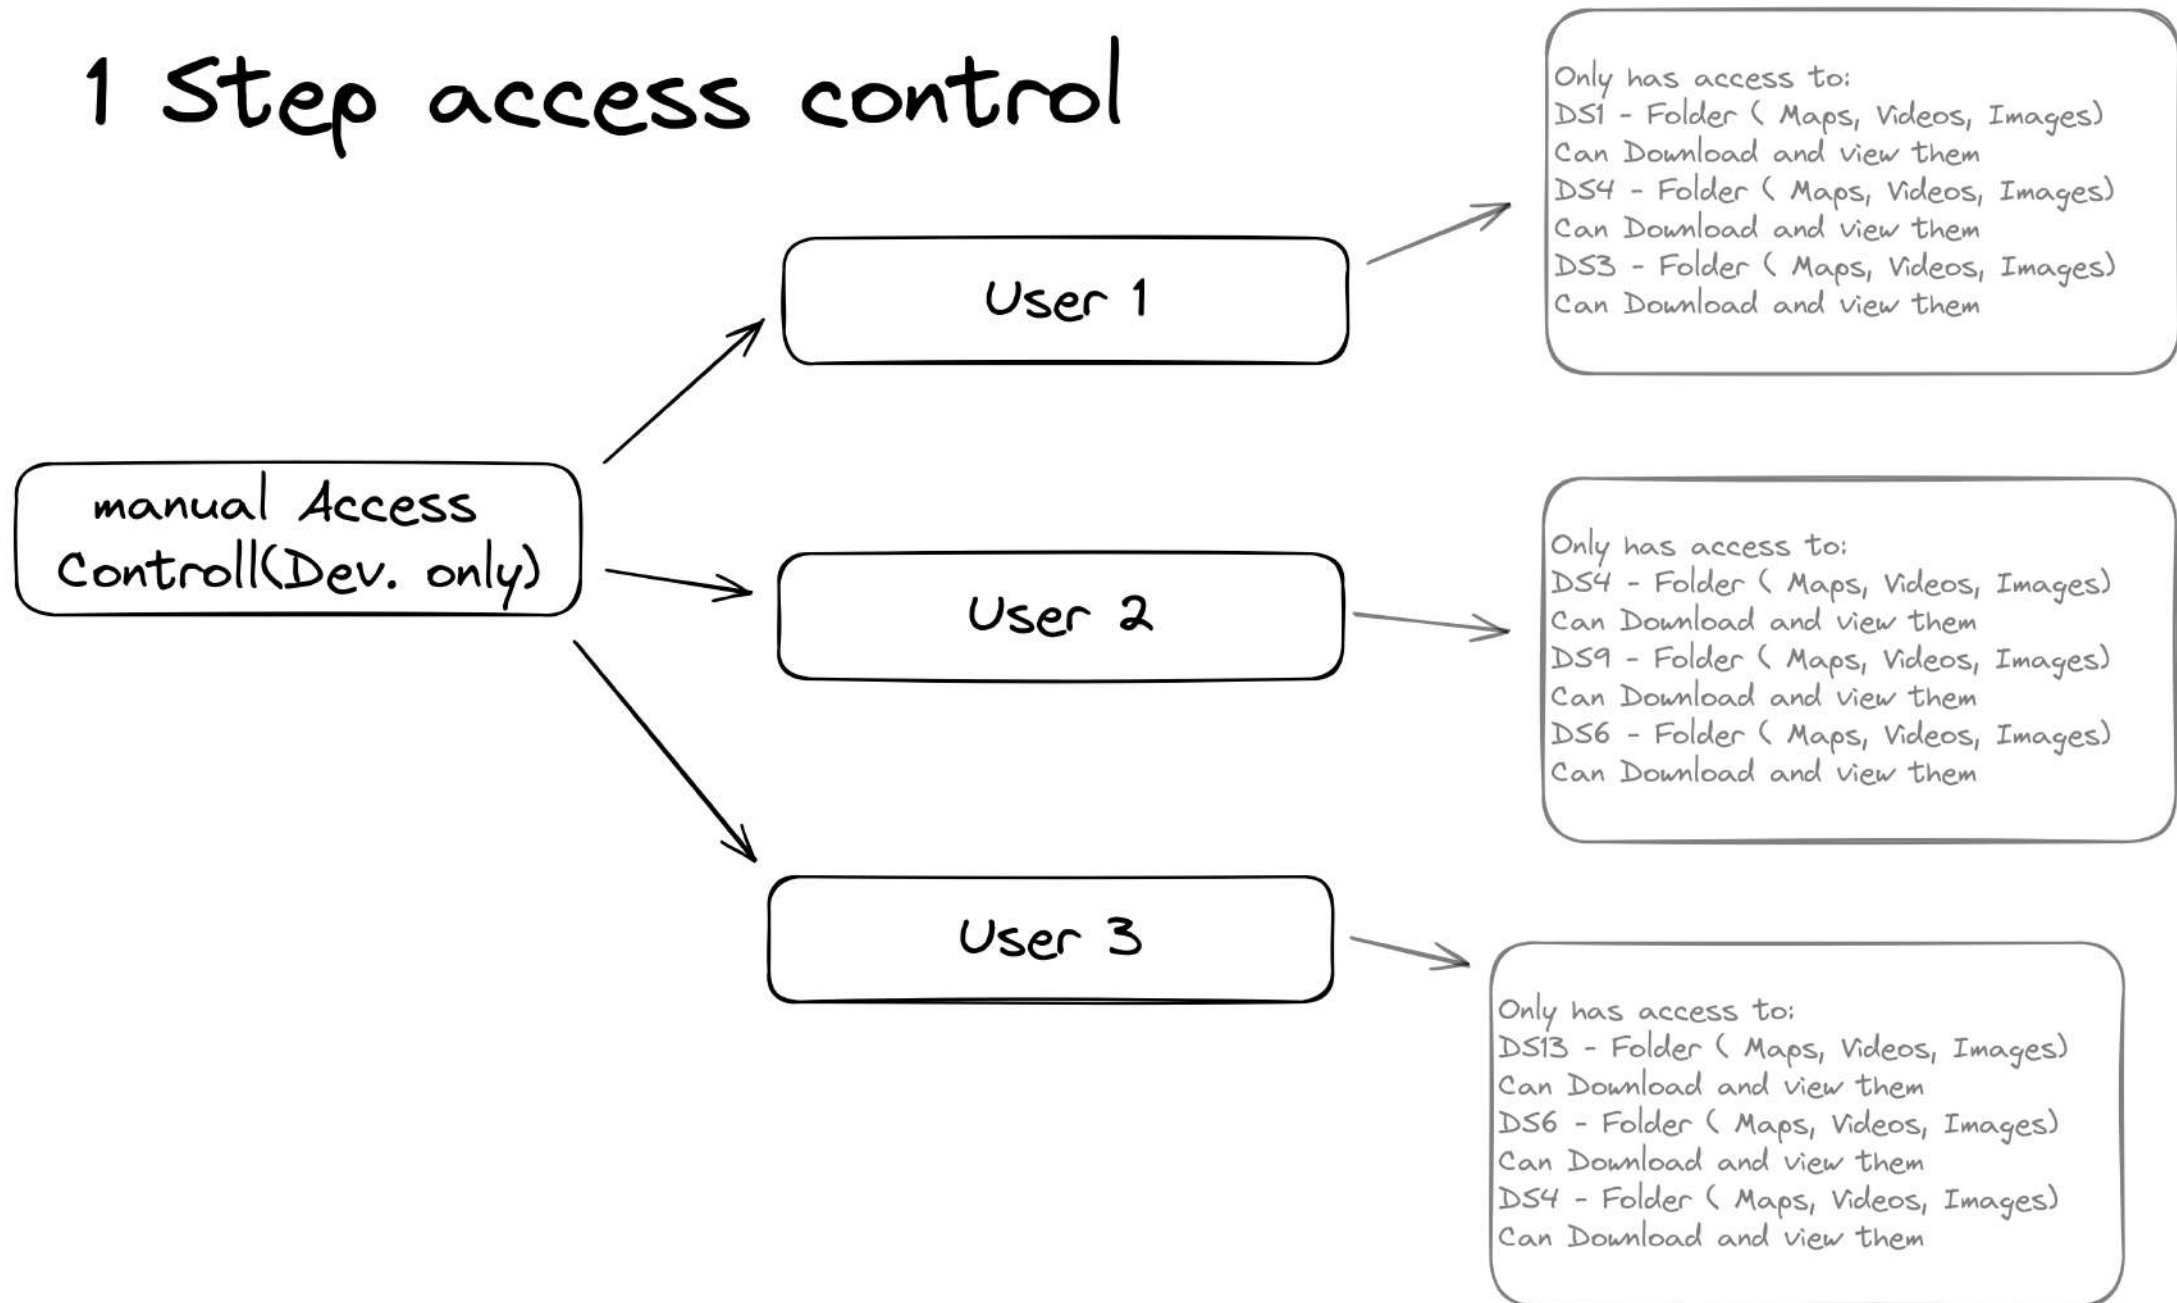 1 Step access control
manual Access
Controll(Dev. only)
User 1
Only has access to:
DS1 - Folder ( Maps, Videos, Images)
Can Download and view them
DS4 - Folder ( Maps, Videos, Images)
Can Download and view them
DS3 - Folder ( Maps, Videos, Images)
Can Download and view them
User 2
Only has access to:
DS4 - Folder ( Maps, Videos, Images)
Can Download and view them
DS9 - Folder ( Maps, Videos, Images)
Can Download and view them
DS6 - Folder ( Maps, Videos, Images)
Can Download and view them
User 3
Only has access to:
DS13 - Folder ( Maps, Videos, Images)
Can Download and view them
DS6 - Folder ( Maps, Videos, Images)
Can Download and view them
DS4 - Folder ( Maps, Videos, Images)
Can Download and view them